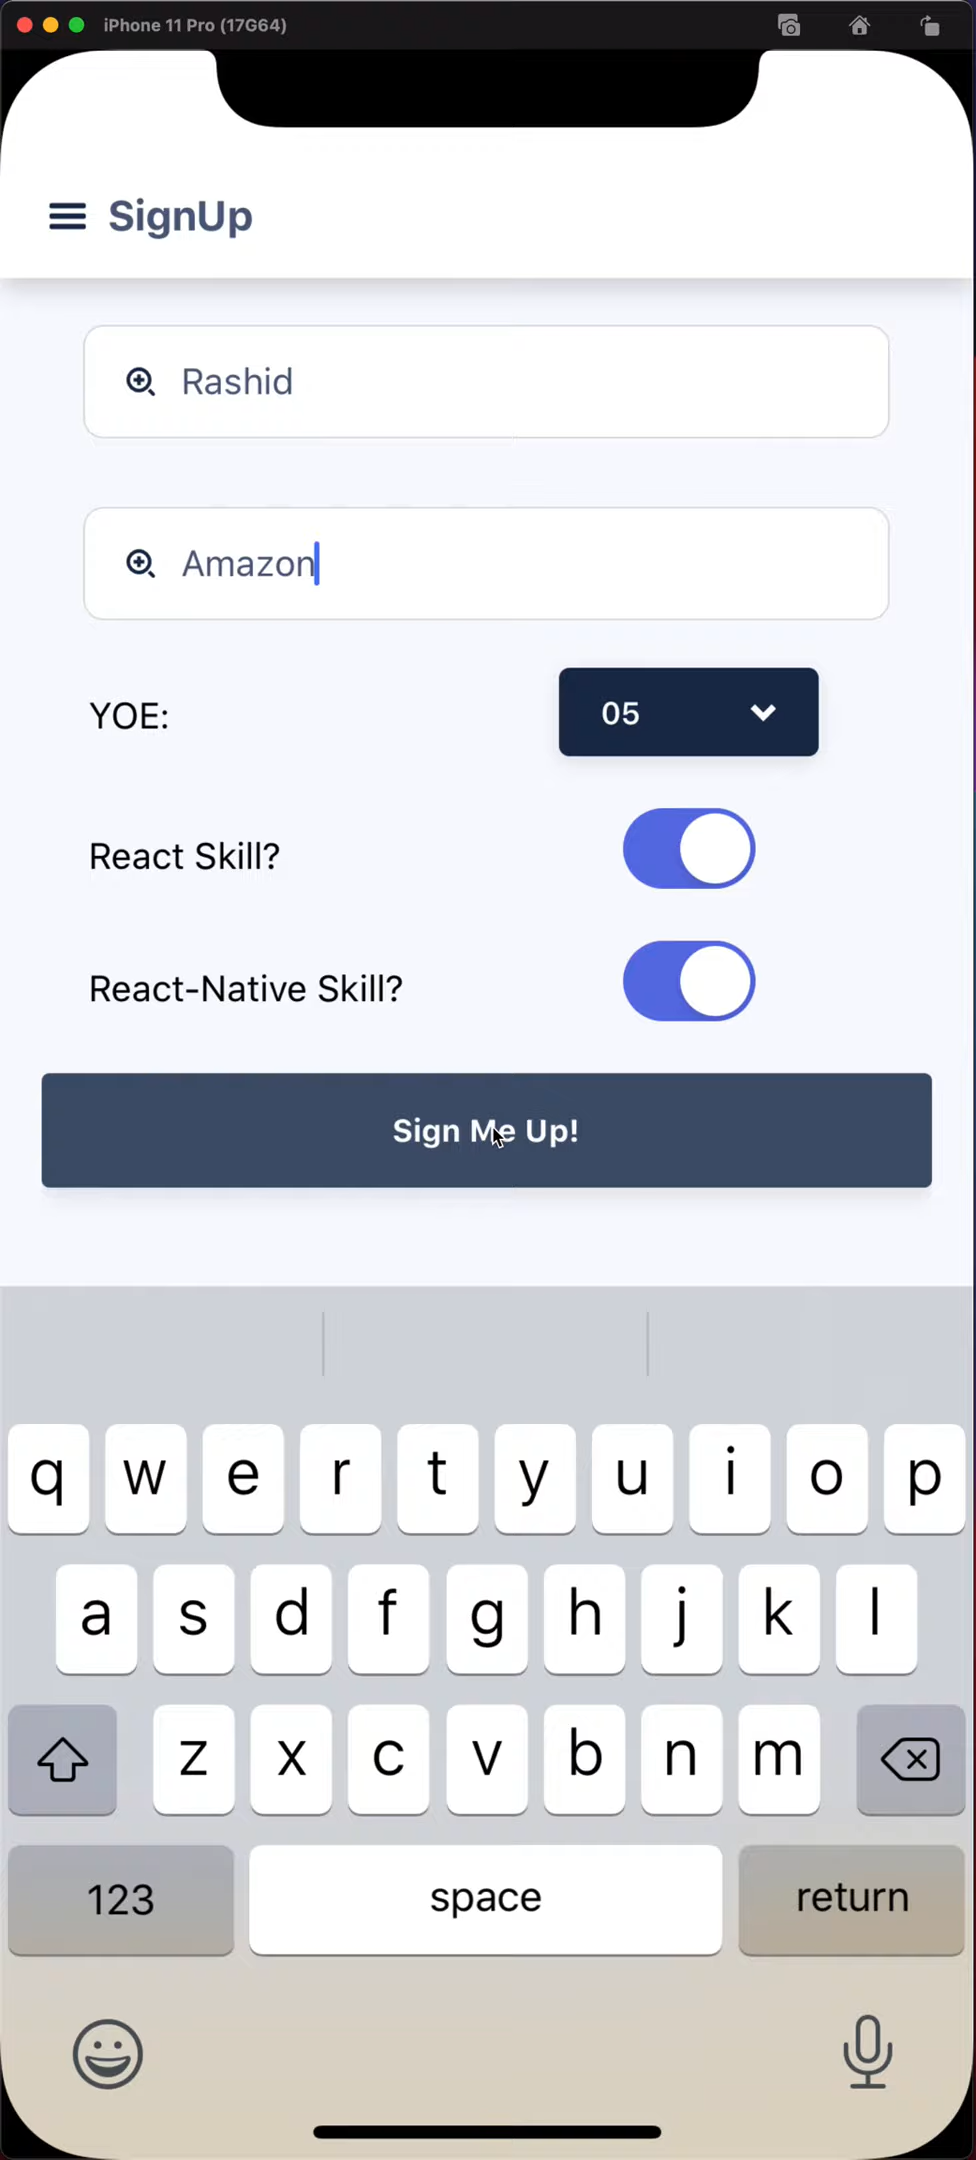 iPhone 11 Pro (17G64)
SignUp
Rashid
Amazon
YOE:
05
React Skill?
React-Native Skill?
Sign Me Up!
q w e r t y u i o p
a s d f g h j k l
z x c v b n m
123 space return